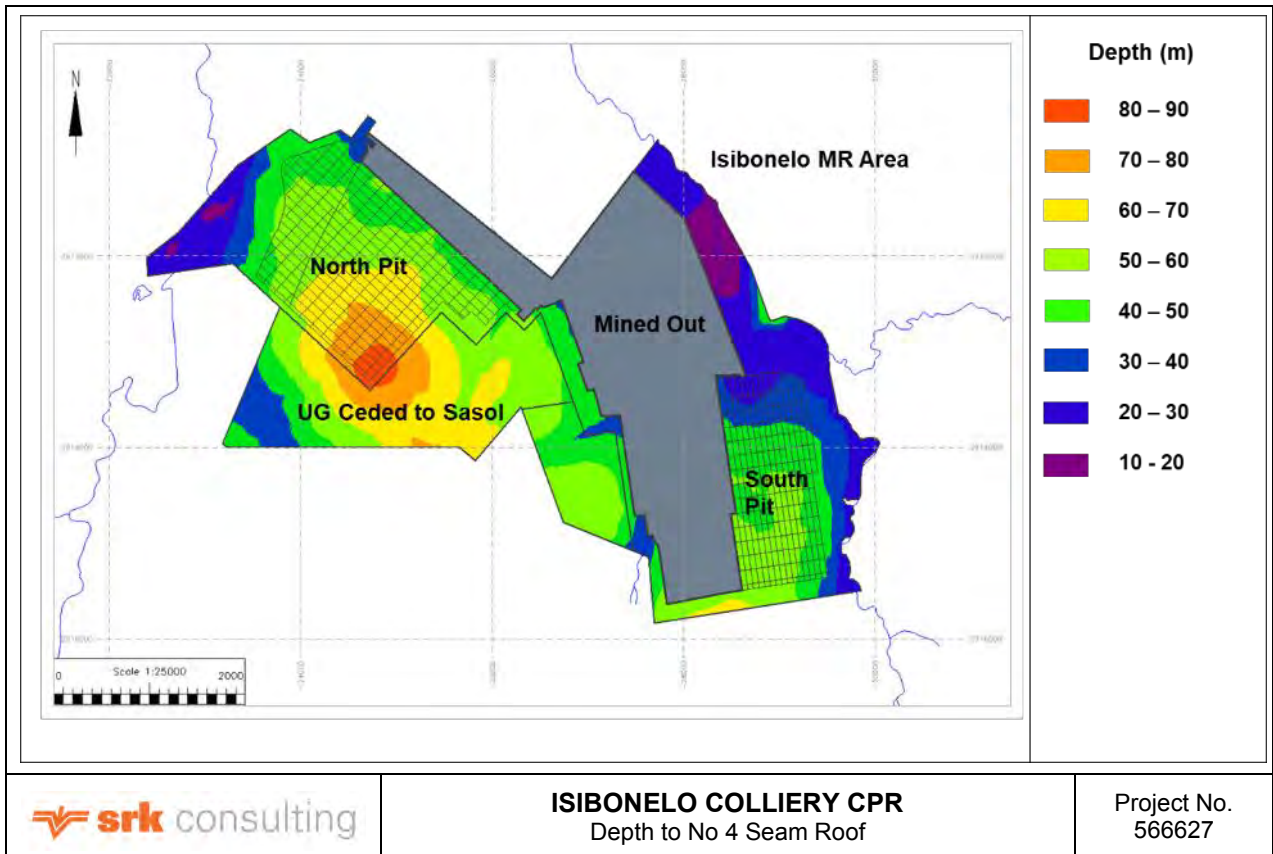 N
Isibonelo MR Area
North Pit
Mined Out
UG Ceded to Sasol
South
Pit
Scale 1:25000
0
2000
Depth (m)
80 – 90
70 – 80
60 – 70
50 – 60
40 – 50
30 – 40
20 – 30
10 - 20
srk consulting
ISIBONELO COLLIERY CPR
Depth to No 4 Seam Roof
Project No.
566627